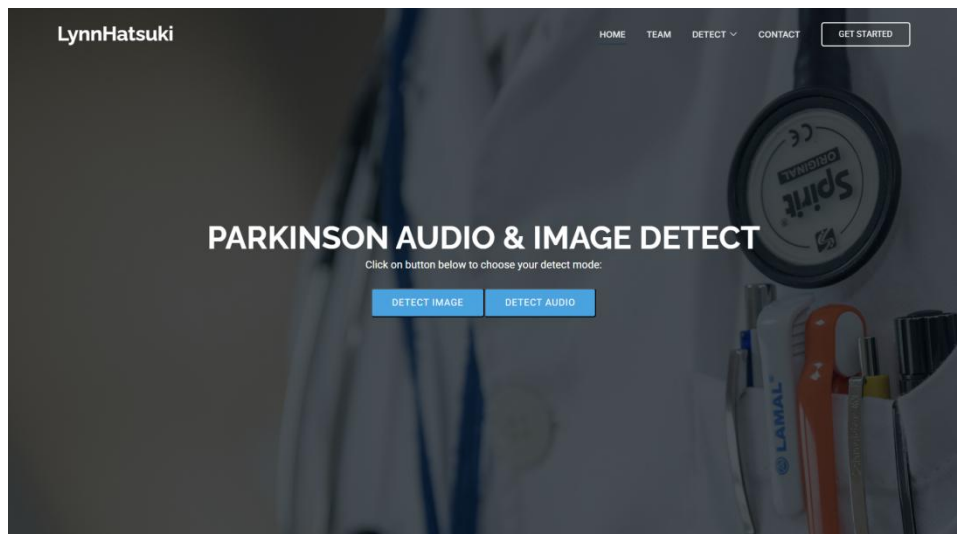 LynnHatsuki
HOME TEAM DETECT CONTACT GET STARTED
PARKINSON AUDIO & IMAGE DETECT
Click on button below to choose your detect mode:
DETECT IMAGE DETECT AUDIO
CE
ORIGINAL
Spirit
LAMAL